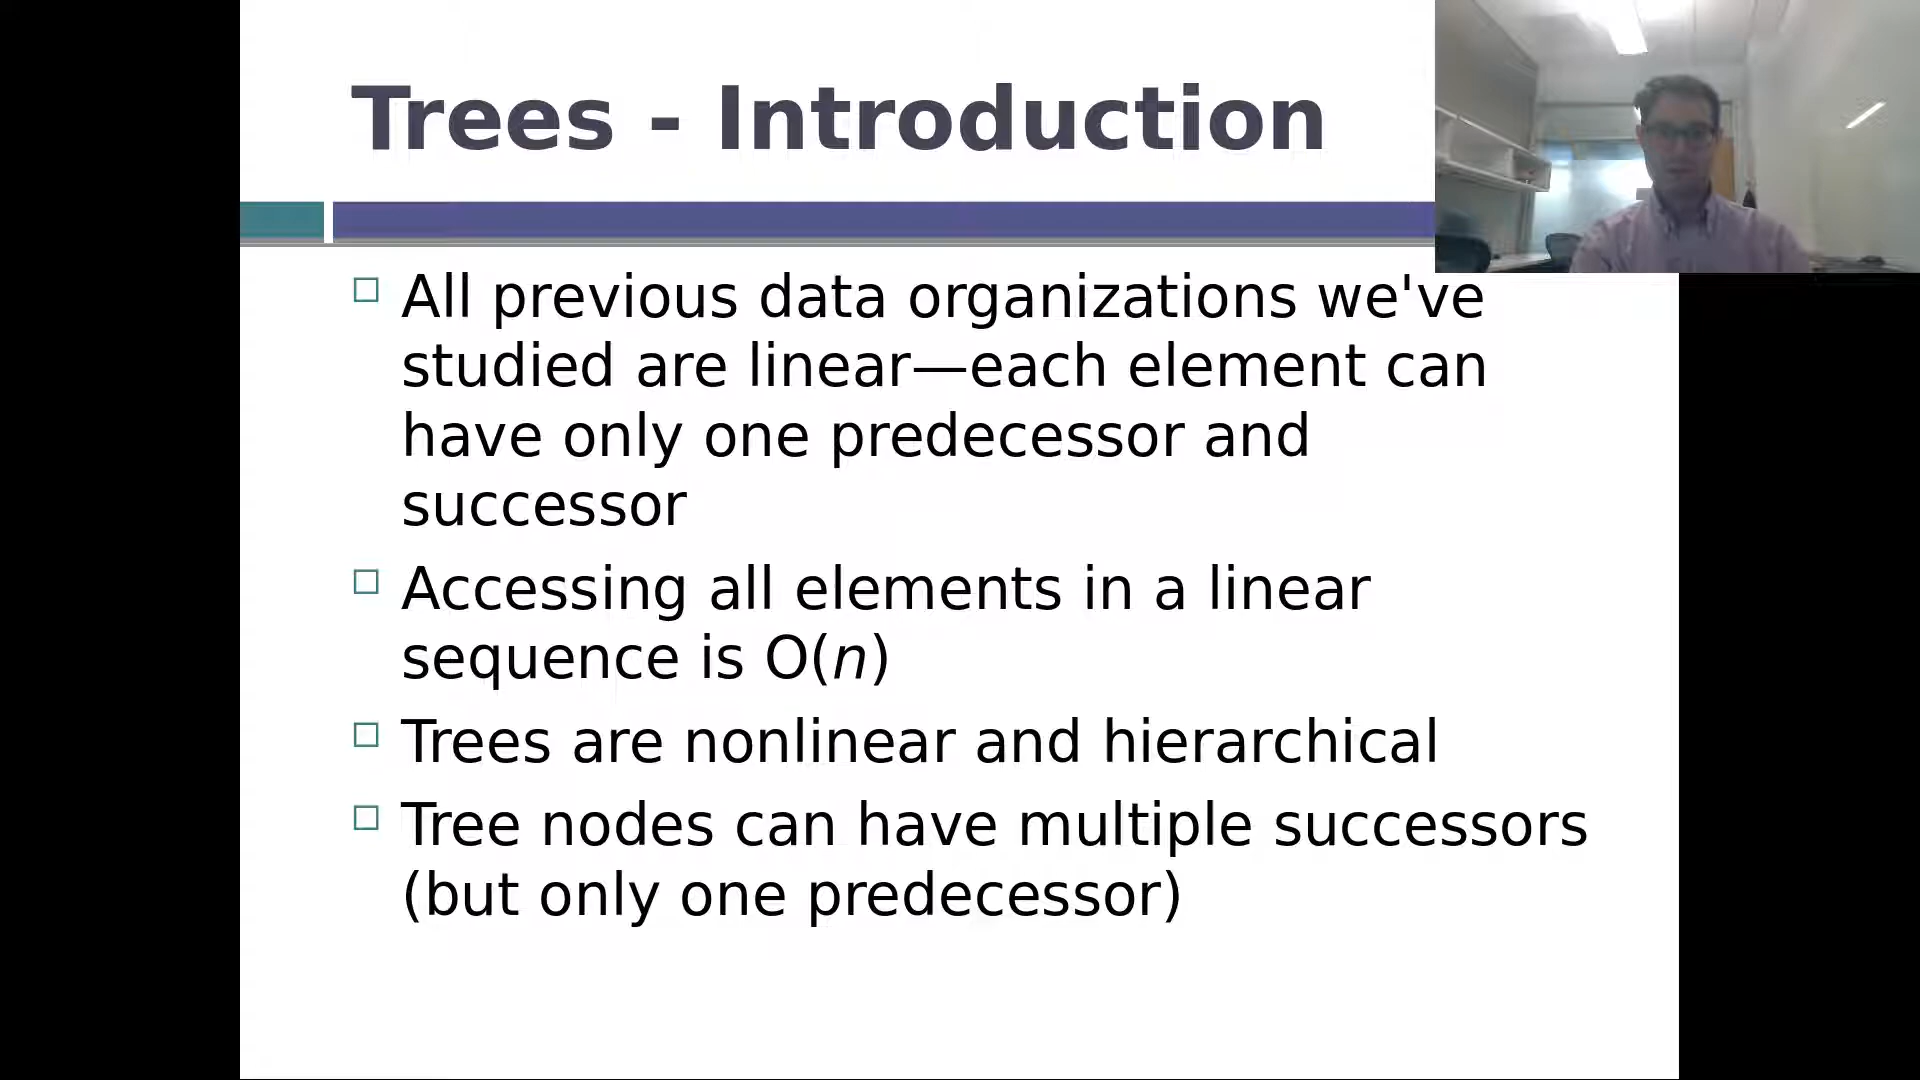 Trees - Introduction
All previous data organizations we've
studied are linear—each element can
have only one predecessor and
successor
Accessing all elements in a linear
sequence is O(n)
Trees are nonlinear and hierarchical
Tree nodes can have multiple successors
(but only one predecessor)